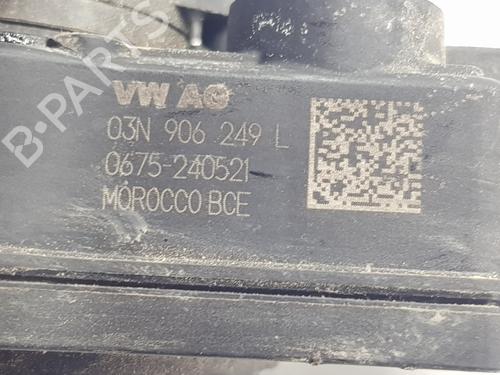 VW AG
03N 906 249 L
0675-240521
MOROCCO BCE
B-PARTS